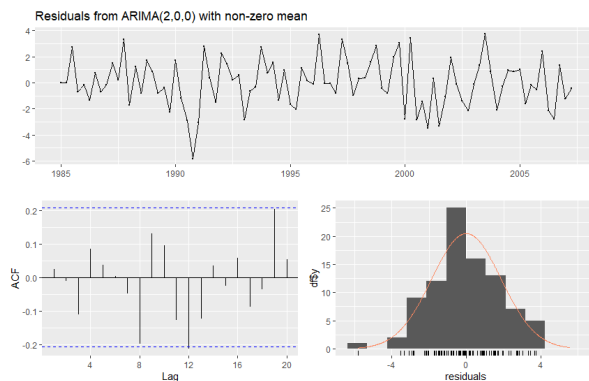 Residuals from ARIMA(2,0,0) with non-zero mean
4
2
0
-2
-4
-6
1985 1990 1995 2000 2005
ACF
0.2
0.1
0.0
-0.1
-0.2
4 8 12 16 20
Lag
df$y
25
20
15
10
5
0
-4 0 4
residuals